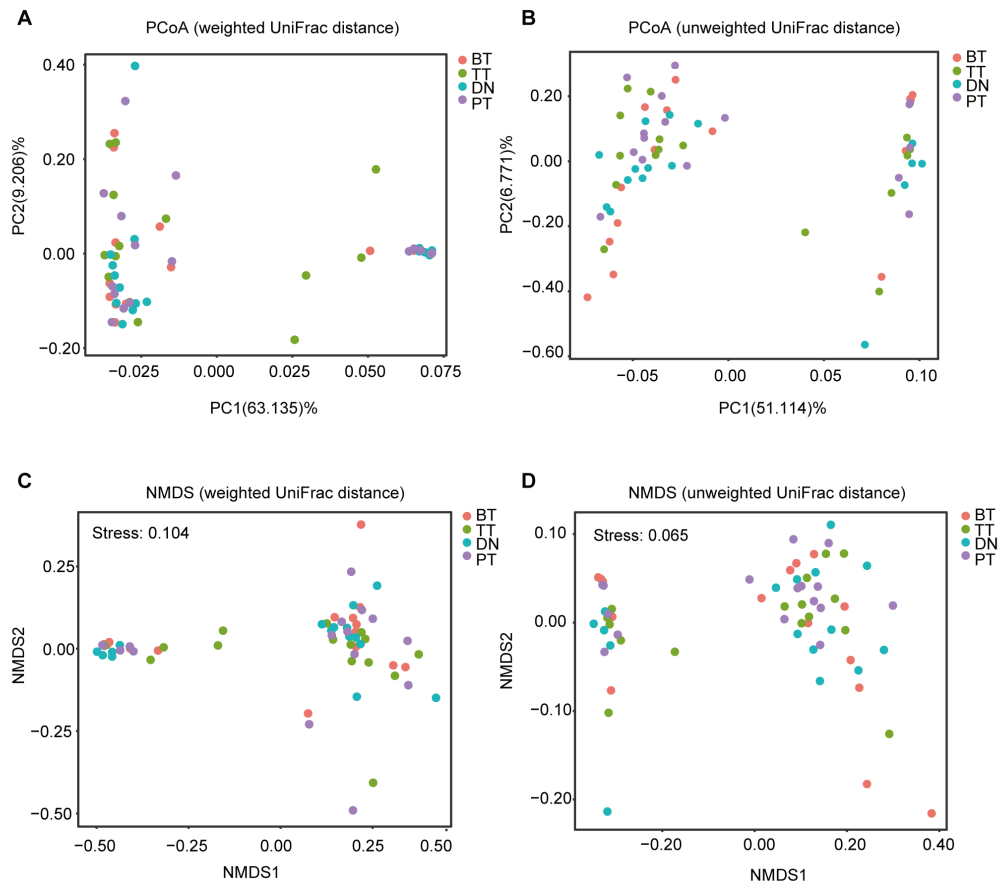 A
PCoA (weighted UniFrac distance)
BT
TT
DN
PT
0.40
0.20
0.00
−0.20
PC2(9.206)%
−0.025
0.000
0.025
0.050
0.075
PC1(63.135)%
B
PCoA (unweighted UniFrac distance)
BT
TT
DN
PT
0.20
0.00
−0.20
−0.40
−0.60
PC2(6.771)%
−0.05
0.00
0.05
0.10
PC1(51.114)%
C
NMDS (weighted UniFrac distance)
Stress: 0.104
BT
TT
DN
PT
0.25
0.00
−0.25
−0.50
NMDS2
−0.50
−0.25
0.00
0.25
0.50
NMDS1
D
NMDS (unweighted UniFrac distance)
Stress: 0.065
BT
TT
DN
PT
0.10
0.00
−0.10
−0.20
NMDS2
−0.20
0.00
0.20
0.40
NMDS1